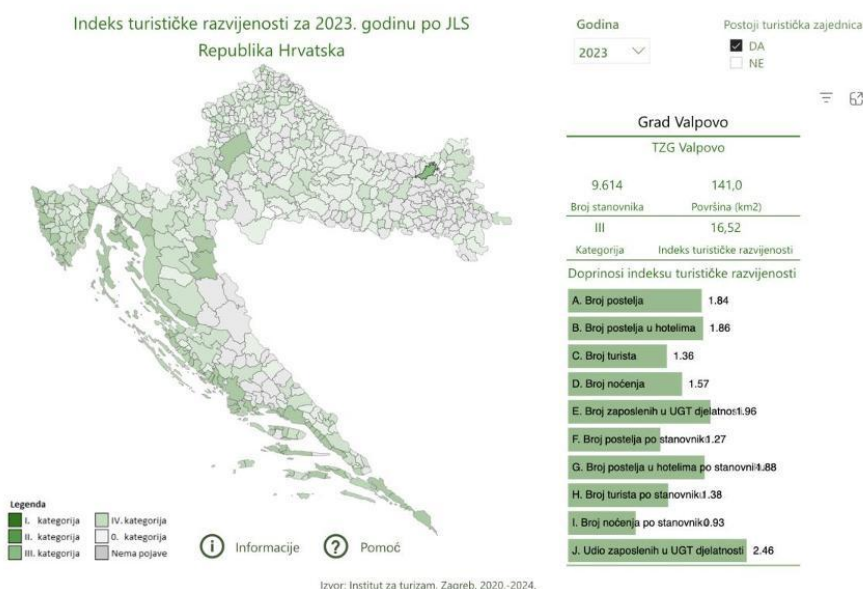 Indeks turističke razvijenosti za 2023. godinu po JLS
Republika Hrvatska
Godina
2023
Postoji turistička zajednica
DA
NE
Grad Valpovo
TZG Valpovo
9.614 141,0
Broj stanovnika Površina (km2)
III 16,52
Kategorija Indeks turističke razvijenosti
Doprinosi indeksu turističke razvijenosti
A. Broj postelja 1.84
B. Broj postelja u hotelima 1.86
C. Broj turista 1.36
D. Broj noćenja 1.57
E. Broj zaposlenih u UGT djelatnosti 1.96
F. Broj postelja po stanovniku 1.27
G. Broj postelja u hotelima po stanovniku 1.88
H. Broj turista po stanovniku 1.38
I. Broj noćenja po stanovniku 0.93
J. Udio zaposlenih u UGT djelatnosti 2.46
Legenda
I. kategorija IV. kategorija
II. kategorija 0. kategorija
III. kategorija Nema pojave
i Informacije ? Pomoć
Izvor: Institut za turizam, Zagreb, 2020.-2024.